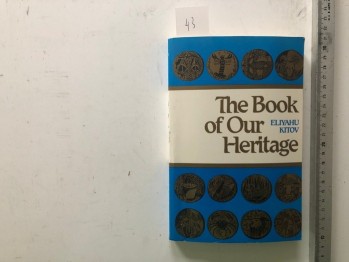 43
The Book
of Our
ELIYAHU
KITOV
Heritage